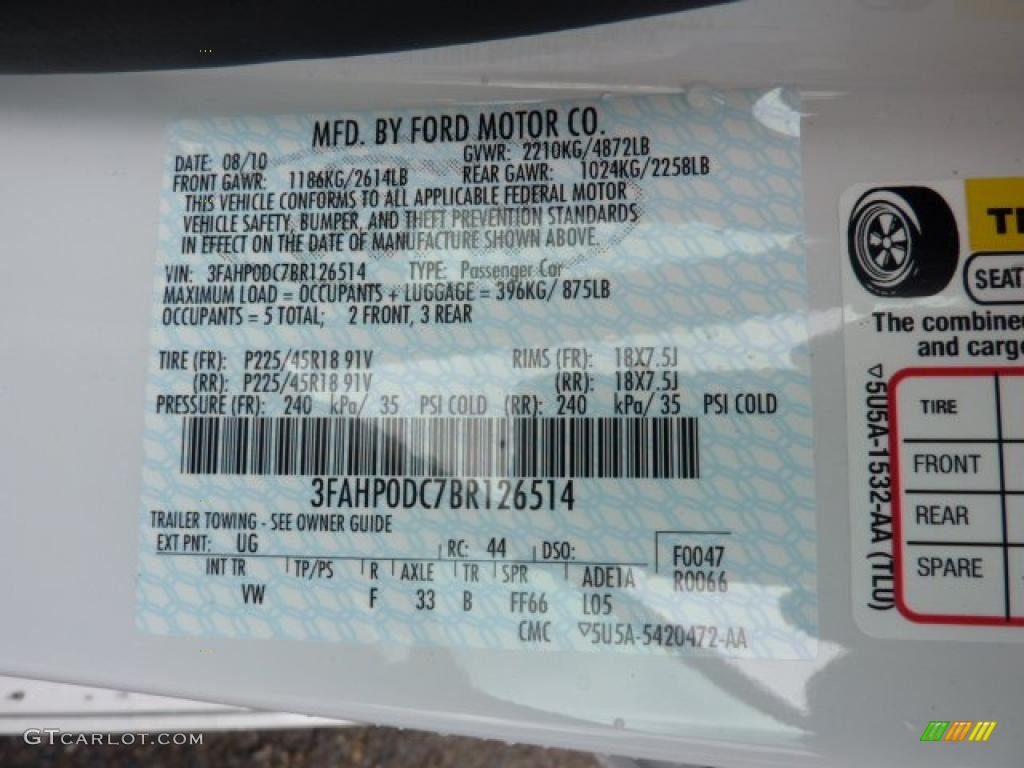 MFD. BY FORD MOTOR CO.
DATE: 08/10 GVWR: 2210KG/4872LB
FRONT GAWR: 1186KG/2614LB REAR GAWR: 1024KG/2258LB
THIS VEHICLE CONFORMS TO ALL APPLICABLE FEDERAL MOTOR
VEHICLE SAFETY, BUMPER, AND THEFT PREVENTION STANDARDS
IN EFFECT ON THE DATE OF MANUFACTURE SHOWN ABOVE.
VIN: 3FAHP0DC7BR126514 TYPE: Passenger Car
MAXIMUM LOAD = OCCUPANTS + LUGGAGE = 396KG/ 875LB
OCCUPANTS = 5 TOTAL; 2 FRONT, 3 REAR
TIRE (FR): P225/45R18 91V RIMS (FR): 18X7.5J
(RR): P225/45R18 91V (RR): 18X7.5J
PRESSURE (FR): 240 kPa/ 35 PSI COLD (RR): 240 kPa/ 35 PSI COLD
3FAHP0DC7BR126514
TRAILER TOWING - SEE OWNER GUIDE
EXT PNT: UG RC: 44 DSO: F0047
INT TR TP/PS R AXLE TR SPR ADE1A R0066
VW F 33 B FF66 L05
CMC ▽5U5A-5420472-AA
TI
SEAT
The combine
and cargo
TIRE
FRONT
REAR
SPARE
▽5U5A-1532-AA (TLU)
GTCARLOT.COM